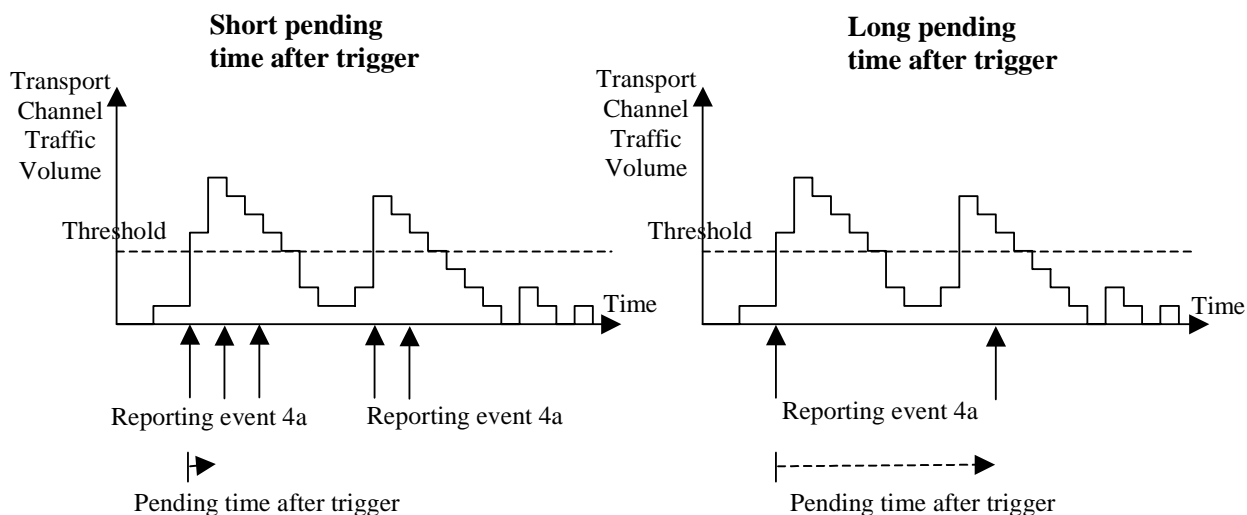 Short pending
time after trigger
Transport
Channel
Traffic
Volume
Threshold
Time
Reporting event 4a
Reporting event 4a
Pending time after trigger
Long pending
time after trigger
Transport
Channel
Traffic
Volume
Threshold
Time
Reporting event 4a
Pending time after trigger